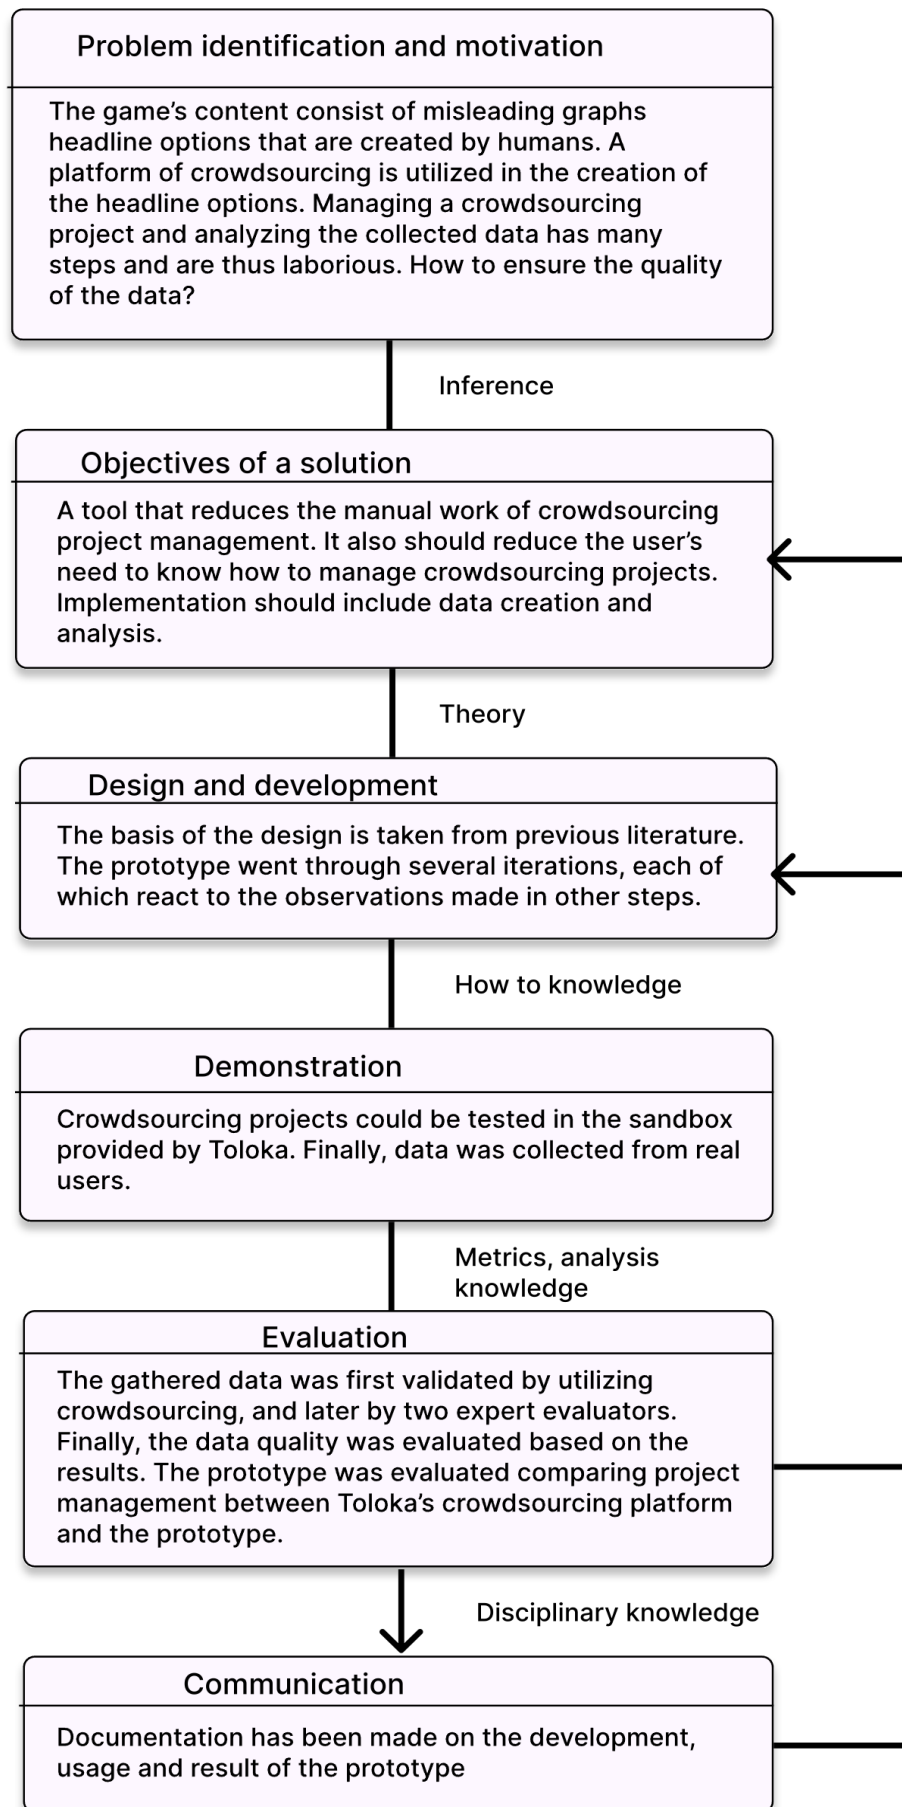 Problem identification and motivation
The game’s content consist of misleading graphs
headline options that are created by humans. A
platform of crowdsourcing is utilized in the creation of
the headline options. Managing a crowdsourcing
project and analyzing the collected data has many
steps and are thus laborious. How to ensure the quality
of the data?
Inference
Objectives of a solution
A tool that reduces the manual work of crowdsourcing
project management. It also should reduce the user’s
need to know how to manage crowdsourcing projects.
Implementation should include data creation and
analysis.
Theory
Design and development
The basis of the design is taken from previous literature.
The prototype went through several iterations, each of
which react to the observations made in other steps.
How to knowledge
Demonstration
Crowdsourcing projects could be tested in the sandbox
provided by Toloka. Finally, data was collected from real
users.
Metrics, analysis
knowledge
Evaluation
The gathered data was first validated by utilizing
crowdsourcing, and later by two expert evaluators.
Finally, the data quality was evaluated based on the
results. The prototype was evaluated comparing project
management between Toloka’s crowdsourcing platform
and the prototype.
Disciplinary knowledge
Communication
Documentation has been made on the development,
usage and result of the prototype